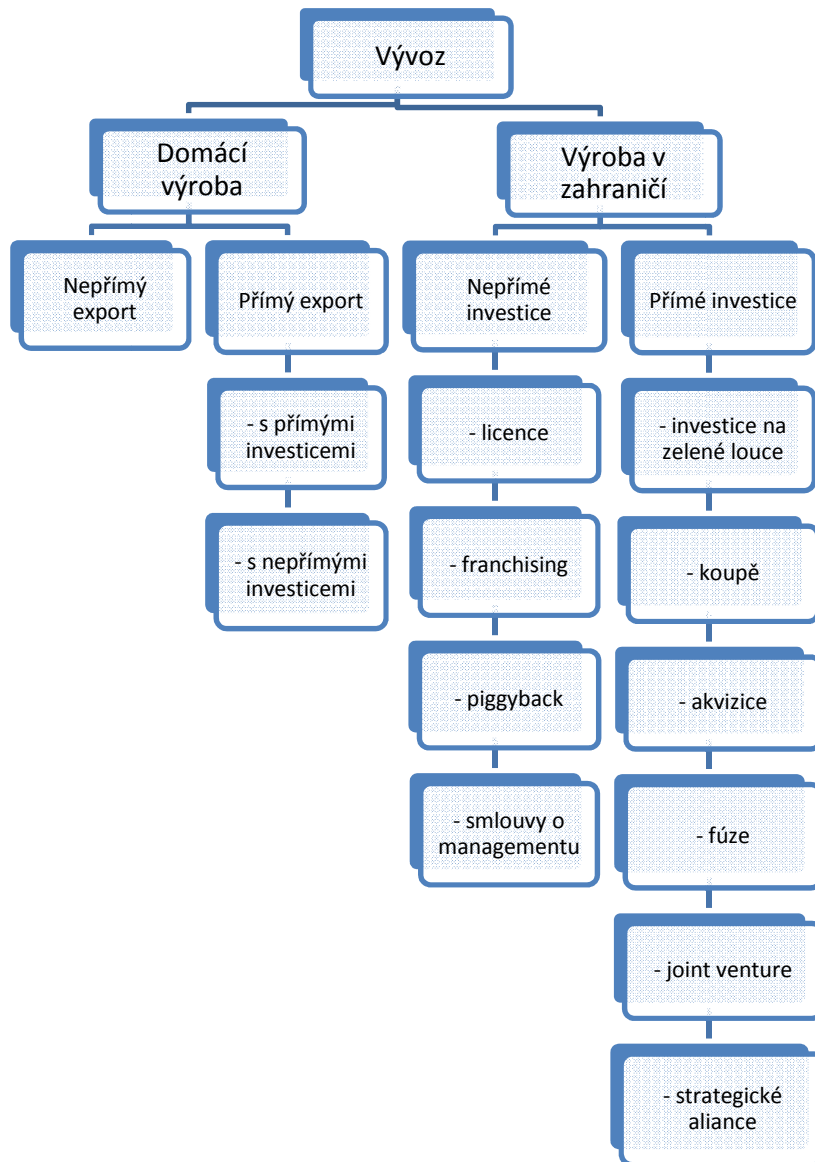 Vývoz
Domácí
výroba
Výroba v
zahraničí
Nepřímý
export
Přímý export
Nepřímé
investice
Přímé investice
- s přímými
investicemi
- licence
- investice na
zelené louce
- s nepřímými
investicemi
- franchising
- koupě
- piggyback
- akvizice
- smlouvy o
managementu
- fúze
- joint venture
- strategické
aliance